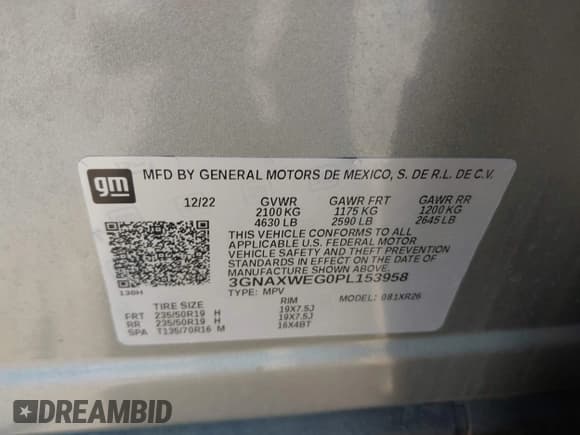 gm
MFD BY GENERAL MOTORS DE MEXICO, S. DE R.L. DE C.V.
12/22 GVWR GAWR FRT GAWR RR
2100 KG 1175 KG 1200 KG
4630 LB 2590 LB 2645 LB
THIS VEHICLE CONFORMS TO ALL
APPLICABLE U.S. FEDERAL MOTOR
VEHICLE SAFETY AND THEFT PREVENTION
STANDARDS IN EFFECT ON THE DATE OF
MANUFACTURE SHOWN ABOVE.
3GNAXWEG0PL153958
TYPE: MPV MODEL: 081XR26
138H
TIRE SIZE RIM
FRT 235/50R19 H 19X7.5J
RR 235/50R19 H 19X7.5J
SPA T135/70R16 M 16X4BT
DREAMBID